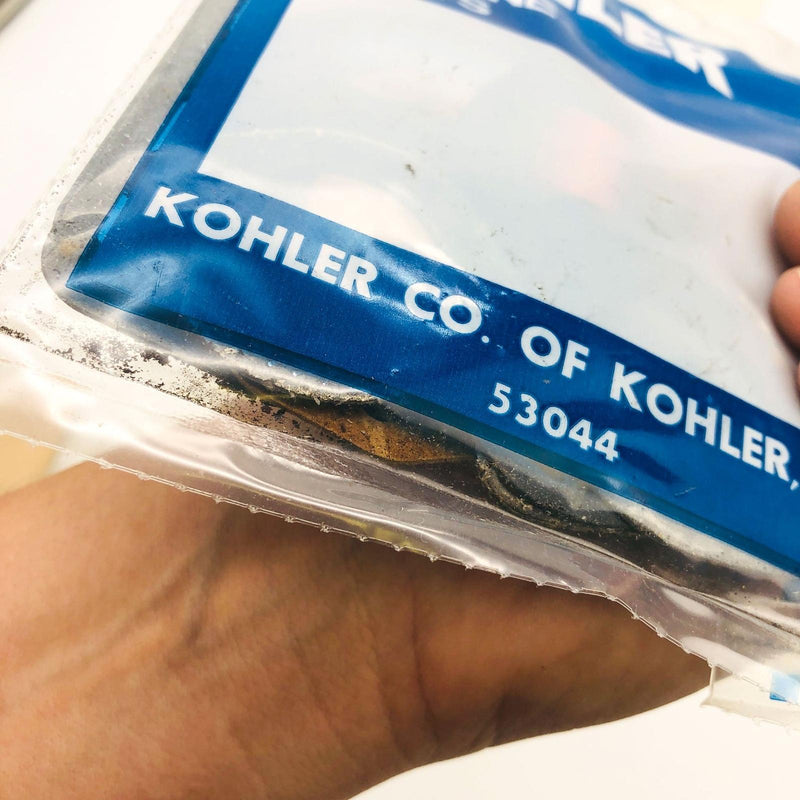 KOHLER CO. OF KOHLER,
53044